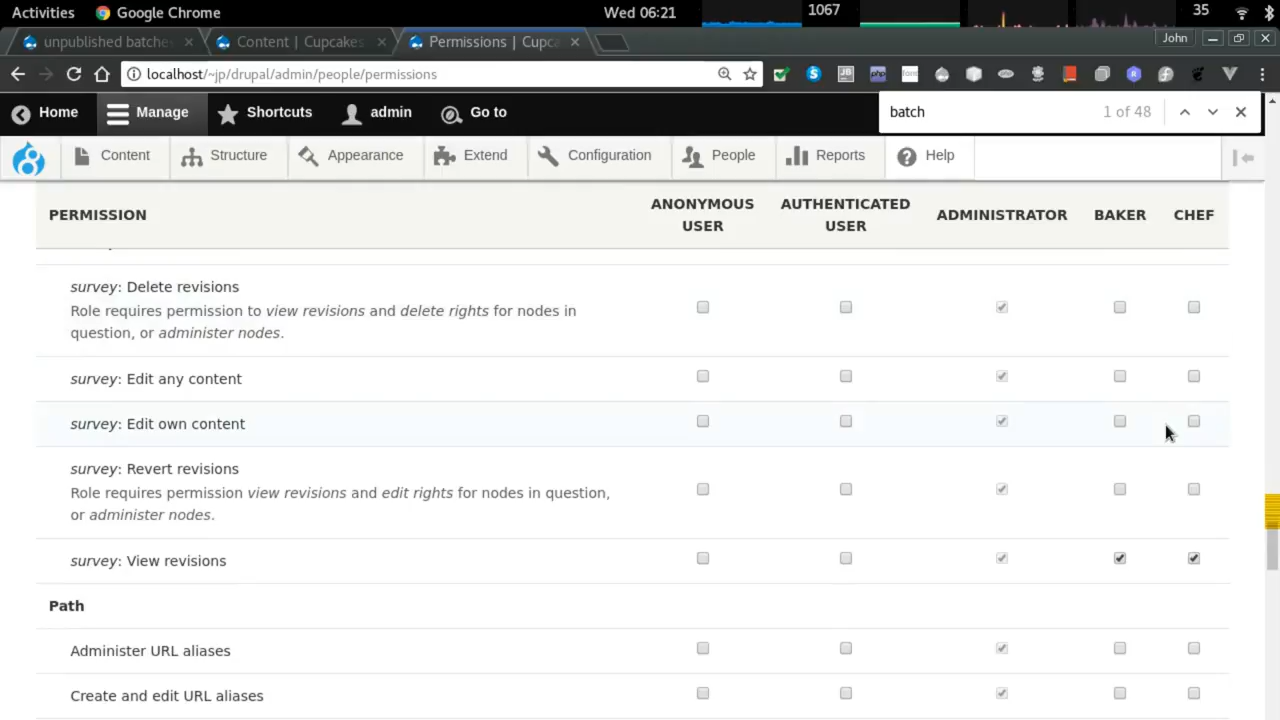 Activities
Google Chrome
Wed 06:21
1067
35
unpublished batche
Content | Cupcakes
Permissions | Cupca
John
localhost/~jp/drupal/admin/people/permissions
Home
Manage
Shortcuts
admin
Go to
batch
1 of 48
Content
Structure
Appearance
Extend
Configuration
People
Reports
Help
PERMISSION
ANONYMOUS
USER
AUTHENTICATED
USER
ADMINISTRATOR
BAKER
CHEF
survey: Delete revisions
Role requires permission to view revisions and delete rights for nodes in
question, or administer nodes.
survey: Edit any content
survey: Edit own content
survey: Revert revisions
Role requires permission view revisions and edit rights for nodes in question,
or administer nodes.
survey: View revisions
Path
Administer URL aliases
Create and edit URL aliases